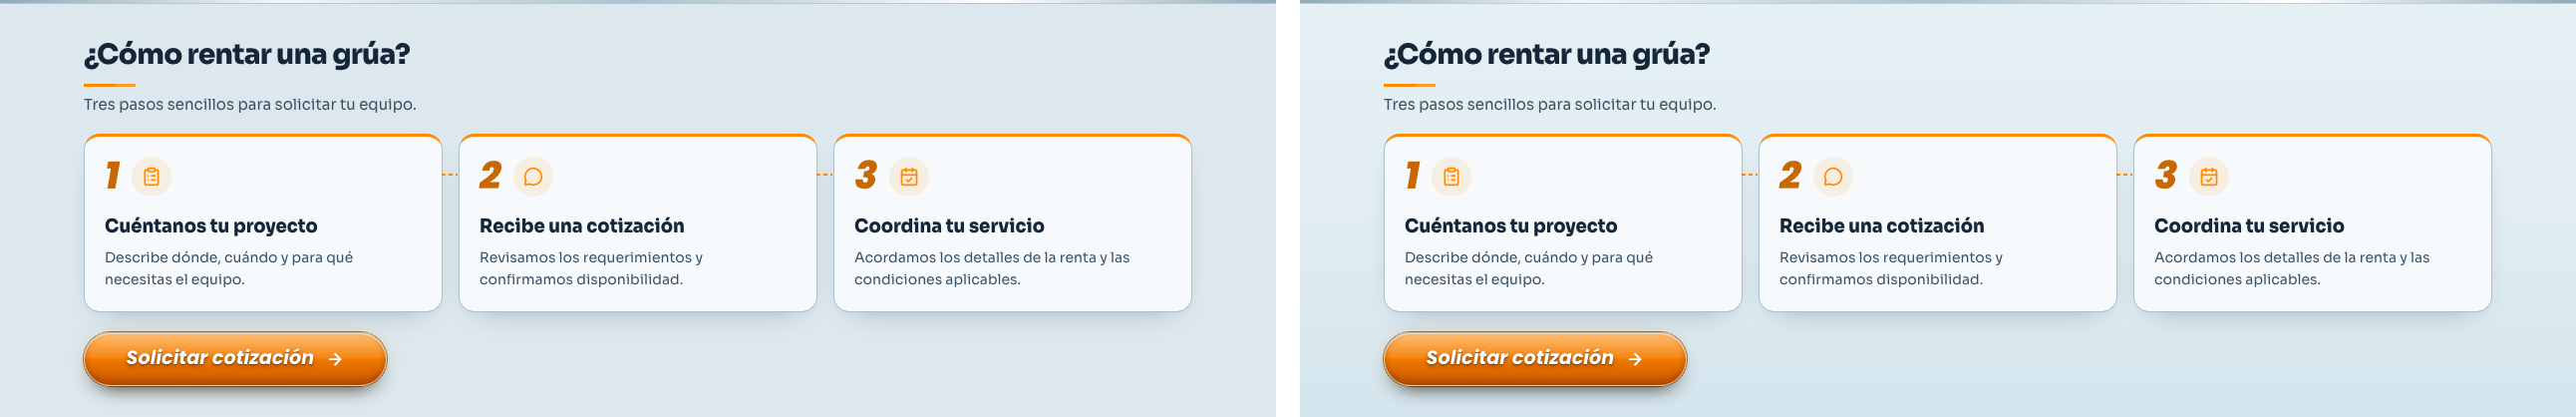 ¿Cómo rentar una grúa?
Tres pasos sencillos para solicitar tu equipo.
1
Cuéntanos tu proyecto
Describe dónde, cuándo y para qué
necesitas el equipo.
2
Recibe una cotización
Revisamos los requerimientos y
confirmamos disponibilidad.
3
Coordina tu servicio
Acordamos los detalles de la renta y las
condiciones aplicables.
Solicitar cotización
¿Cómo rentar una grúa?
Tres pasos sencillos para solicitar tu equipo.
1
Cuéntanos tu proyecto
Describe dónde, cuándo y para qué
necesitas el equipo.
2
Recibe una cotización
Revisamos los requerimientos y
confirmamos disponibilidad.
3
Coordina tu servicio
Acordamos los detalles de la renta y las
condiciones aplicables.
Solicitar cotización